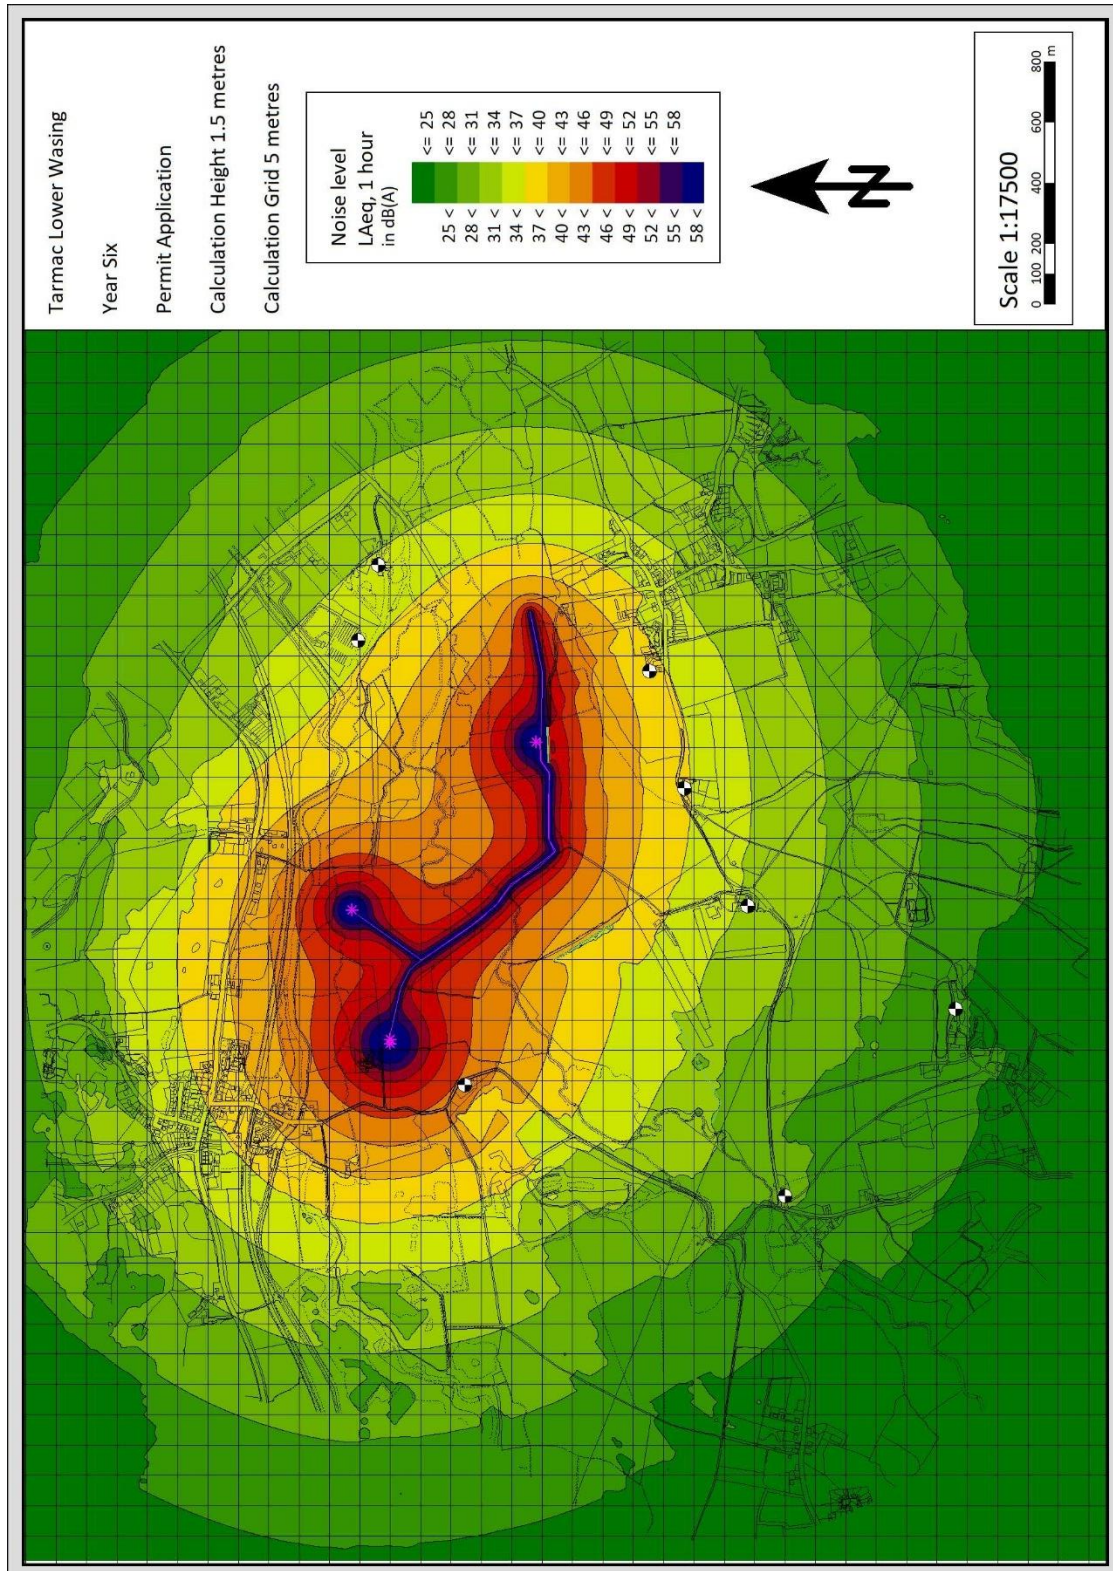 Tarmac Lower Wasing
Year Six
Permit Application
Calculation Height 1.5 metres
Calculation Grid 5 metres
Noise level
LAeq, 1 hour
in dB(A)
<= 25
25 < <= 28
28 < <= 31
31 < <= 34
34 < <= 37
37 < <= 40
40 < <= 43
43 < <= 46
46 < <= 49
49 < <= 52
52 < <= 55
55 < <= 58
58 <
N
Scale 1:17500
0 100 200 400 600 800
m